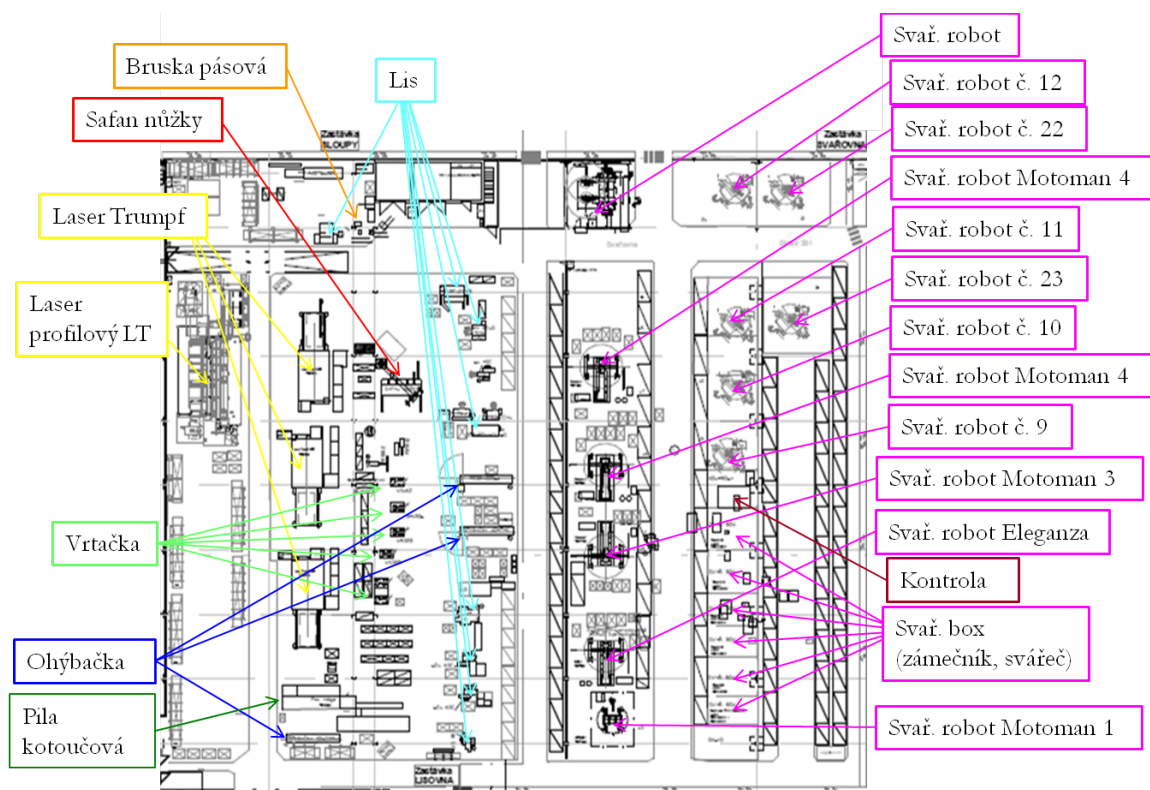 Svař. robot
Bruska pásová
Lis
Svař. robot č. 12
Safan nůžky
Svař. robot č. 22
Zastávka
SLOUPY
Zastávka
SVAŘOVNA
Svař. robot Motoman 4
Laser Trumpf
Svař. robot č. 11
Svař. robot č. 23
Laser
profilový LT
Svař. robot č. 10
Svař. robot Motoman 4
Svař. robot č. 9
Svař. robot Motoman 3
Svař. robot Eleganza
Vrtačka
Kontrola
Svař. box
(zámečník, svářeč)
Ohýbačka
Pila
kotoučová
Svař. robot Motoman 1
Zastávka
LISOVNA